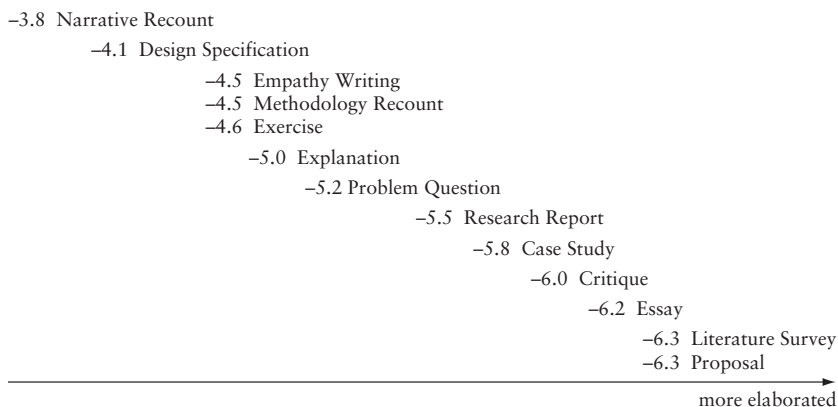 –3.8 Narrative Recount
–4.1 Design Specification
–4.5 Empathy Writing
–4.5 Methodology Recount
–4.6 Exercise
–5.0 Explanation
–5.2 Problem Question
–5.5 Research Report
–5.8 Case Study
–6.0 Critique
–6.2 Essay
–6.3 Literature Survey
–6.3 Proposal
more elaborated